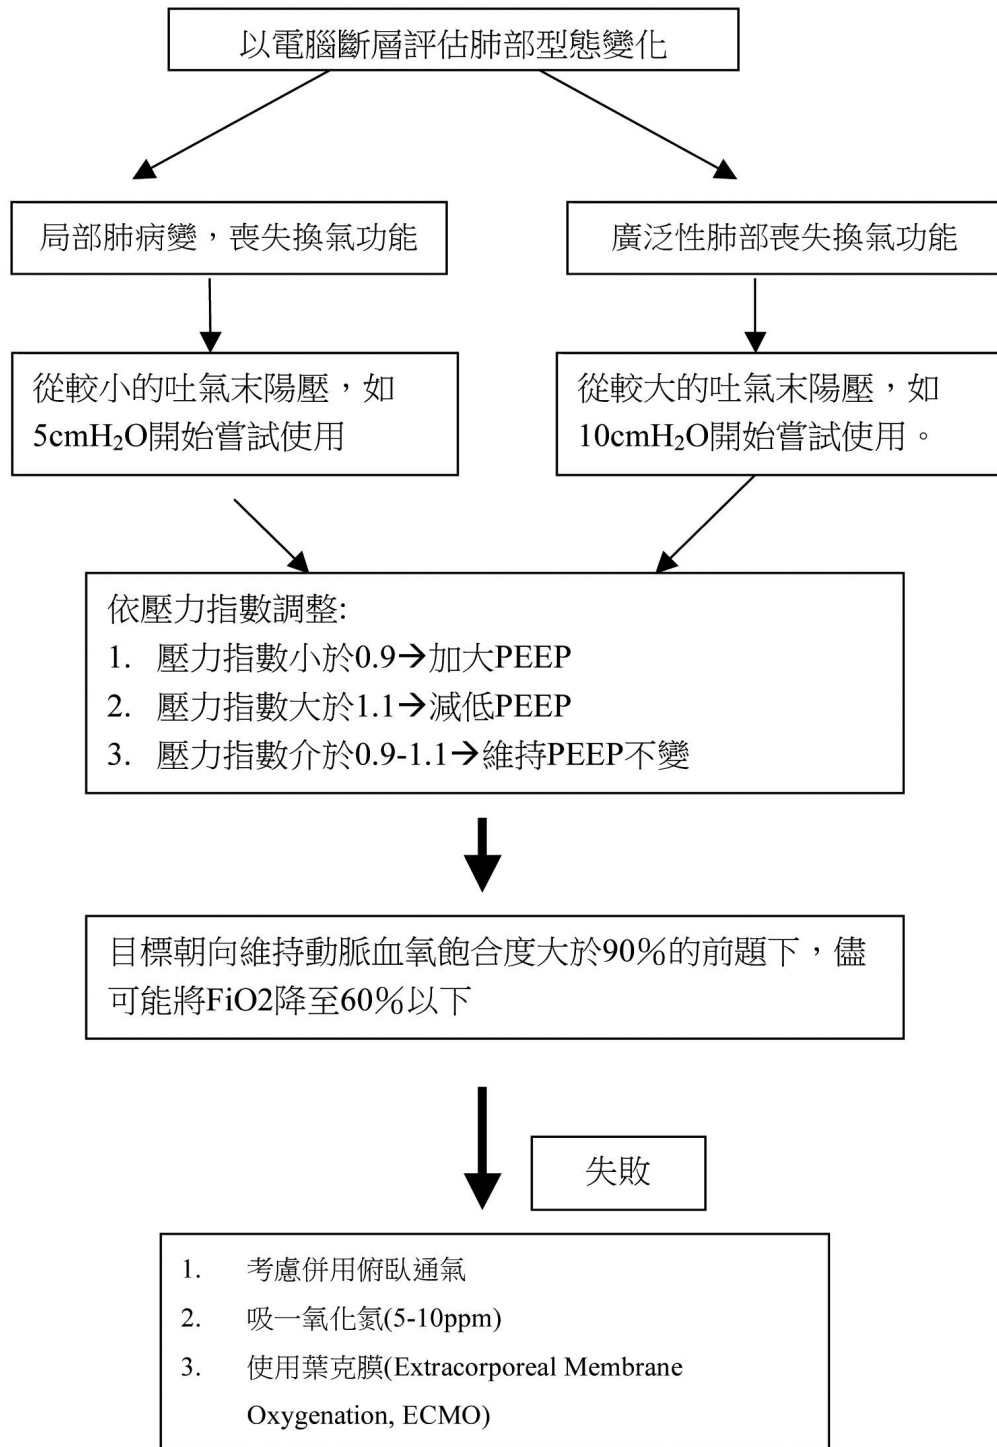 以電腦斷層評估肺部型態變化
局部肺病變，喪失換氣功能
廣泛性肺部喪失換氣功能
從較小的吐氣末陽壓，如
5cmH₂O開始嘗試使用
從較大的吐氣末陽壓，如
10cmH₂O開始嘗試使用。
依壓力指數調整:
1. 壓力指數小於0.9→加大PEEP
2. 壓力指數大於1.1→減低PEEP
3. 壓力指數介於0.9-1.1→維持PEEP不變
目標朝向維持動脈血氧飽合度大於90%的前題下，儘
可能將FiO2降至60%以下
失敗
1. 考慮併用俯臥通氣
2. 吸一氧化氮(5-10ppm)
3. 使用葉克膜(Extracorporeal Membrane
Oxygenation, ECMO)